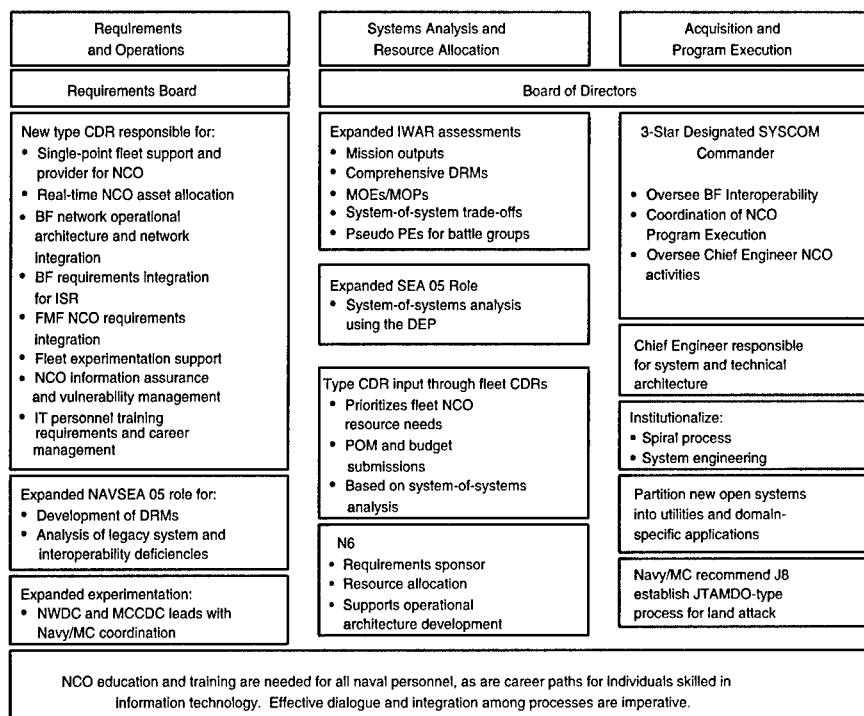 Requirements
and Operations
Systems Analysis and
Resource Allocation
Acquisition and
Program Execution
Requirements Board
Board of Directors
New type CDR responsible for:
• Single-point fleet support and
provider for NCO
• Real-time NCO asset allocation
• BF network operational
architecture and network
integration
• BF requirements integration
for ISR
• FMF NCO requirements
integration
• Fleet experimentation support
• NCO information assurance
and vulnerability management
• IT personnel training
requirements and career
management
Expanded NAVSEA 05 role for:
• Development of DRMs
• Analysis of legacy system and
interoperability deficiencies
Expanded experimentation:
• NWDC and MCCDC leads with
Navy/MC coordination
Expanded IWAR assessments
• Mission outputs
• Comprehensive DRMs
• MOEs/MOPs
• System-of-system trade-offs
• Pseudo PEs for battle groups
Expanded SEA 05 Role
• System-of-systems analysis
using the DEP
Type CDR input through fleet CDRs
• Prioritizes fleet NCO
resource needs
• POM and budget
submissions
• Based on system-of-systems
analysis
N6
• Requirements sponsor
• Resource allocation
• Supports operational
architecture development
3-Star Designated SYSCOM
Commander
• Oversee BF Interoperability
• Coordination of NCO
Program Execution
• Oversee Chief Engineer NCO
activities
Chief Engineer responsible
for system and technical
architecture
Institutionalize:
• Spiral process
• System engineering
Partition new open systems
into utilities and domain-
specific applications
Navy/MC recommend J8
establish JTAMDO-type
process for land attack
NCO education and training are needed for all naval personnel, as are career paths for individuals skilled in
information technology. Effective dialogue and integration among processes are imperative.